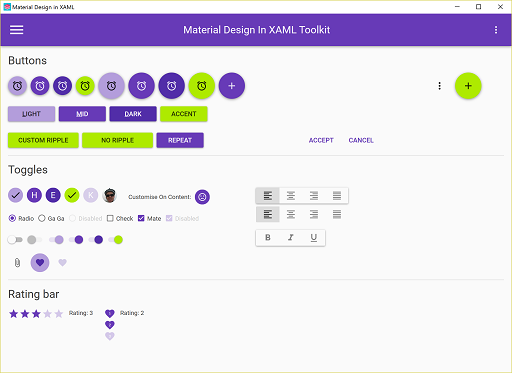 Material Design in XAML
Material Design In XAML Toolkit
Buttons
LIGHT MID DARK ACCENT
CUSTOM RIPPLE NO RIPPLE REPEAT ACCEPT CANCEL
Toggles
H E K Customise On Content:
Radio Ga Ga Disabled Check Mate Disabled
B I U
Rating bar
Rating: 3 Rating: 2